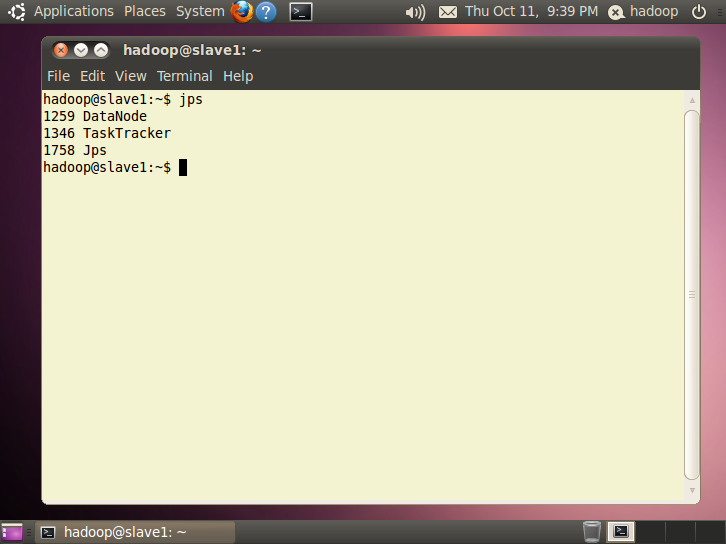 Applications Places System Thu Oct 11, 9:39 PM hadoop
hadoop@slave1: ~
File Edit View Terminal Help
hadoop@slave1:~$ jps
1259 DataNode
1346 TaskTracker
1758 Jps
hadoop@slave1:~$
hadoop@slave1: ~